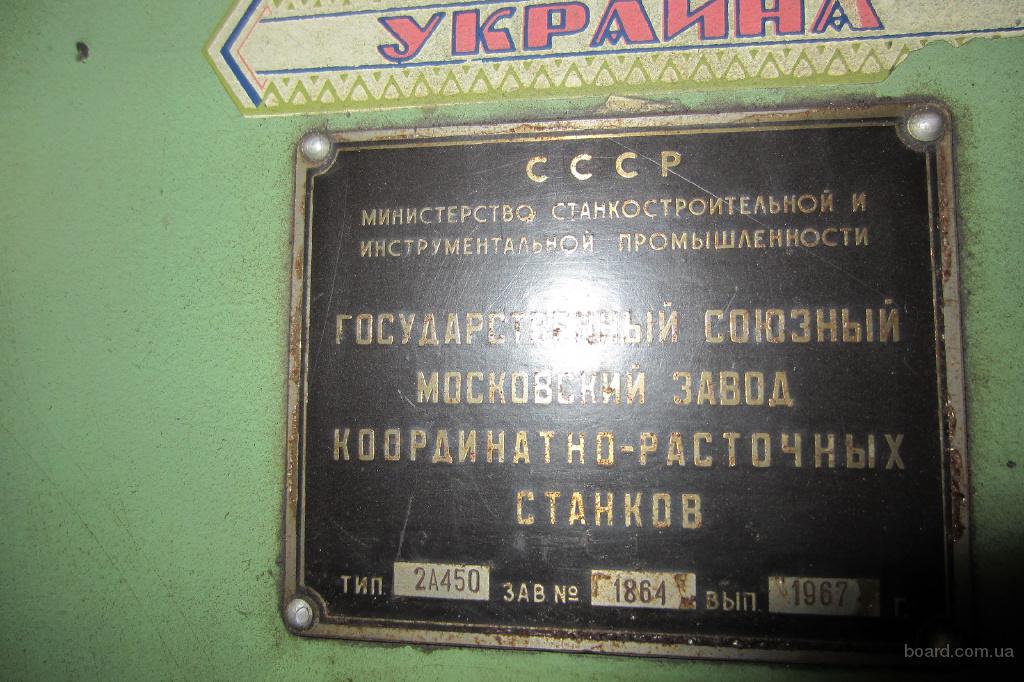 УКРАИНА
СССР
МИНИСТЕРСТВО СТАНКОСТРОИТЕЛЬНОЙ И
ИНСТРУМЕНТАЛЬНОЙ ПРОМЫШЛЕННОСТИ
ГОСУДАРСТВЕННЫЙ СОЮЗНЫЙ
МОСКОВСКИЙ ЗАВОД
КООРДИНАТНО-РАСТОЧНЫХ
СТАНКОВ
ТИП 2А450 ЗАВ № 1864 ВЫП. 1967 Г.
board.com.ua